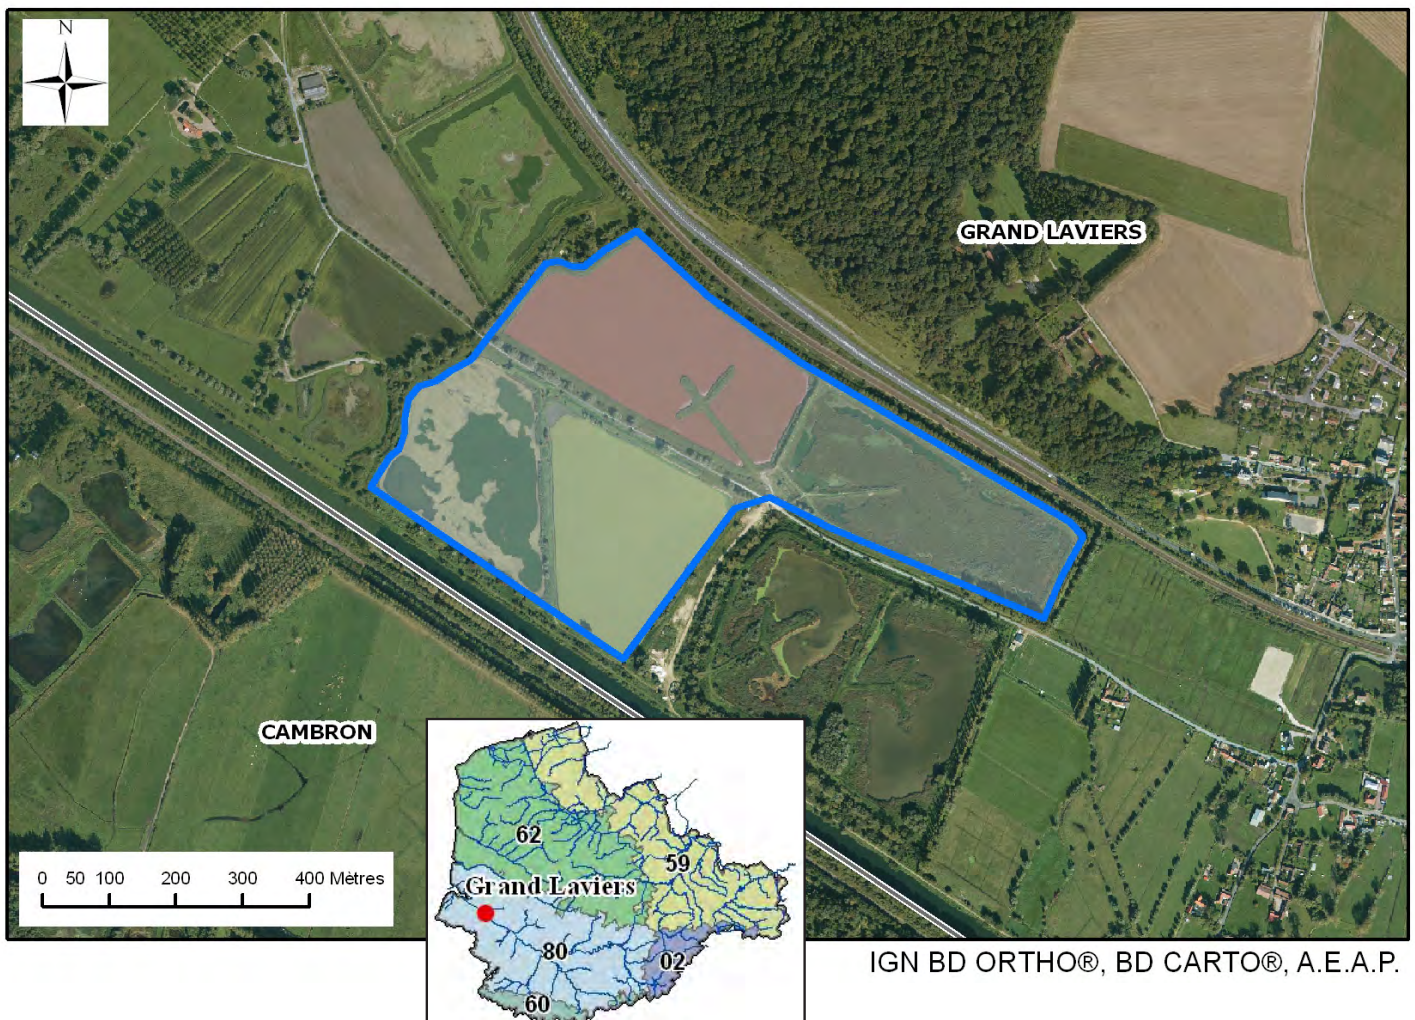 N
GRAND LAVIERS
CAMBRON
0 50 100 200 300 400 Mètres
62
59
Grand Laviers
80
02
60
IGN BD ORTHO®, BD CARTO®, A.E.A.P.